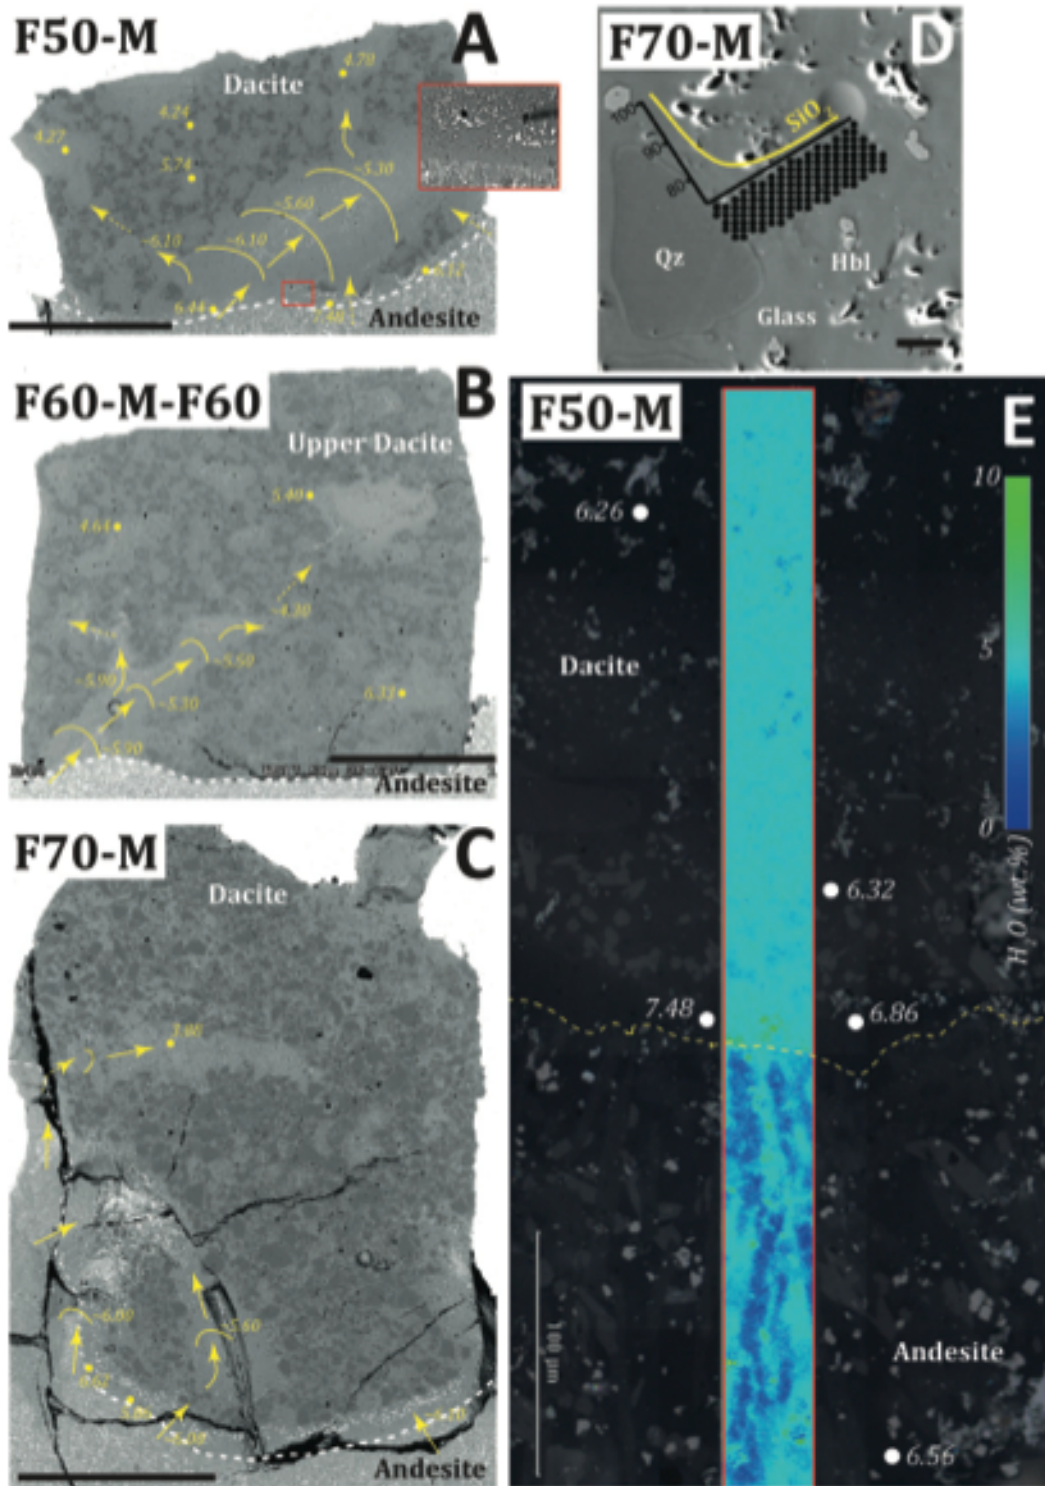 F50-M
A
Dacite
4.70
4.24
4.27
5.74
~5.30
~5.60
~6.10
~6.10
6.44
Andesite
F60-M-F60
B
Upper Dacite
5.40
4.64
~4.30
~5.60
~5.90
~5.30
6.33
~5.90
Andesite
F70-M
C
Dacite
~6.00
~5.60
~6.00
Andesite
F70-M
D
SiO2
100
90
80
Qz
Hbl
Glass
F50-M
E
10
6.26
5
Dacite
0
H2O (wt.%)
6.32
7.48
6.86
Andesite
100 μm
6.56